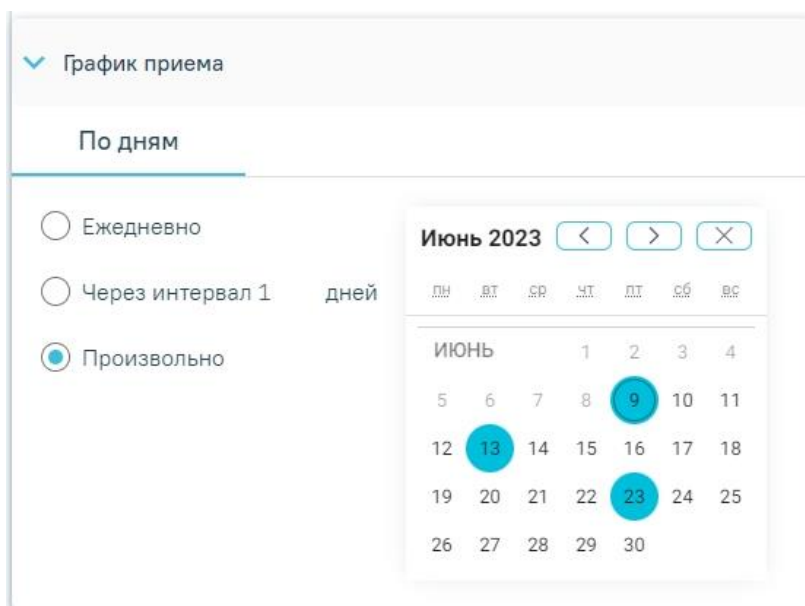 График приема
По дням
Ежедневно
Через интервал 1 дней
Произвольно
Июнь 2023
пн вт ср чт пт сб вс
ИЮНЬ 1 2 3 4
5 6 7 8 9 10 11
12 13 14 15 16 17 18
19 20 21 22 23 24 25
26 27 28 29 30